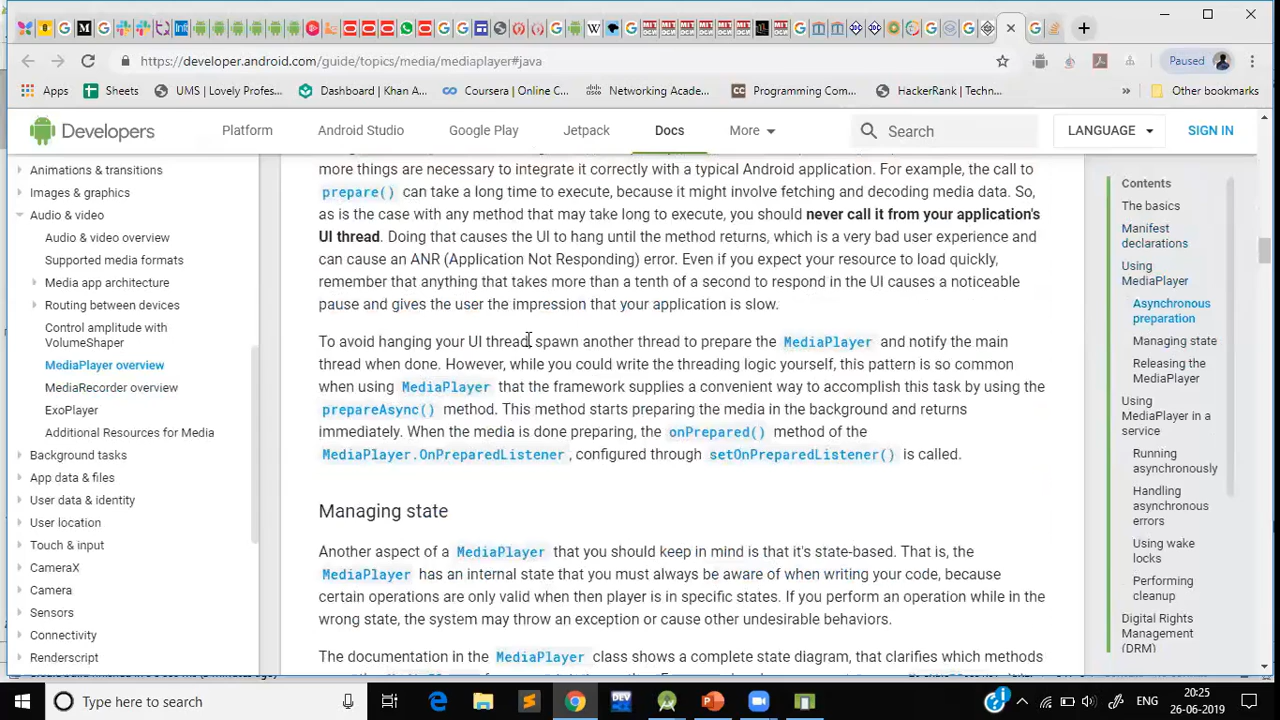 https://developer.android.com/guide/topics/media/mediaplayer#java
Paused
Apps
Sheets
UMS | Lovely Profes...
Dashboard | Khan A...
Coursera | Online C...
Networking Acade...
Programming Comp...
HackerRank | Techn...
»
Other bookmarks
Developers
Platform
Android Studio
Google Play
Jetpack
Docs
More
Search
LANGUAGE
SIGN IN
Animations & transitions
Images & graphics
Audio & video
Audio & video overview
Supported media formats
Media app architecture
Routing between devices
Control amplitude with
VolumeShaper
MediaPlayer overview
MediaRecorder overview
ExoPlayer
Additional Resources for Media
Background tasks
App data & files
User data & identity
User location
Touch & input
CameraX
Camera
Sensors
Connectivity
Renderscript
more things are necessary to integrate it correctly with a typical Android application. For example, the call to
prepare() can take a long time to execute, because it might involve fetching and decoding media data. So,
as is the case with any method that may take long to execute, you should never call it from your application's
UI thread. Doing that causes the UI to hang until the method returns, which is a very bad user experience and
can cause an ANR (Application Not Responding) error. Even if you expect your resource to load quickly,
remember that anything that takes more than a tenth of a second to respond in the UI causes a noticeable
pause and gives the user the impression that your application is slow.
To avoid hanging your UI thread, spawn another thread to prepare the MediaPlayer and notify the main
thread when done. However, while you could write the threading logic yourself, this pattern is so common
when using MediaPlayer that the framework supplies a convenient way to accomplish this task by using the
prepareAsync() method. This method starts preparing the media in the background and returns
immediately. When the media is done preparing, the onPrepared() method of the
MediaPlayer.OnPreparedListener, configured through setOnPreparedListener() is called.
Managing state
Another aspect of a MediaPlayer that you should keep in mind is that it's state-based. That is, the
MediaPlayer has an internal state that you must always be aware of when writing your code, because
certain operations are only valid when then player is in specific states. If you perform an operation while in the
wrong state, the system may throw an exception or cause other undesirable behaviors.
The documentation in the MediaPlayer class shows a complete state diagram, that clarifies which methods
Contents
The basics
Manifest
declarations
Using
MediaPlayer
Asynchronous
preparation
Managing state
Releasing the
MediaPlayer
Using
MediaPlayer in a
service
Running
asynchronously
Handling
asynchronous
errors
Using wake
locks
Performing
cleanup
Digital Rights
Management
(DRM)
Type here to search
ENG
20:25
26-06-2019